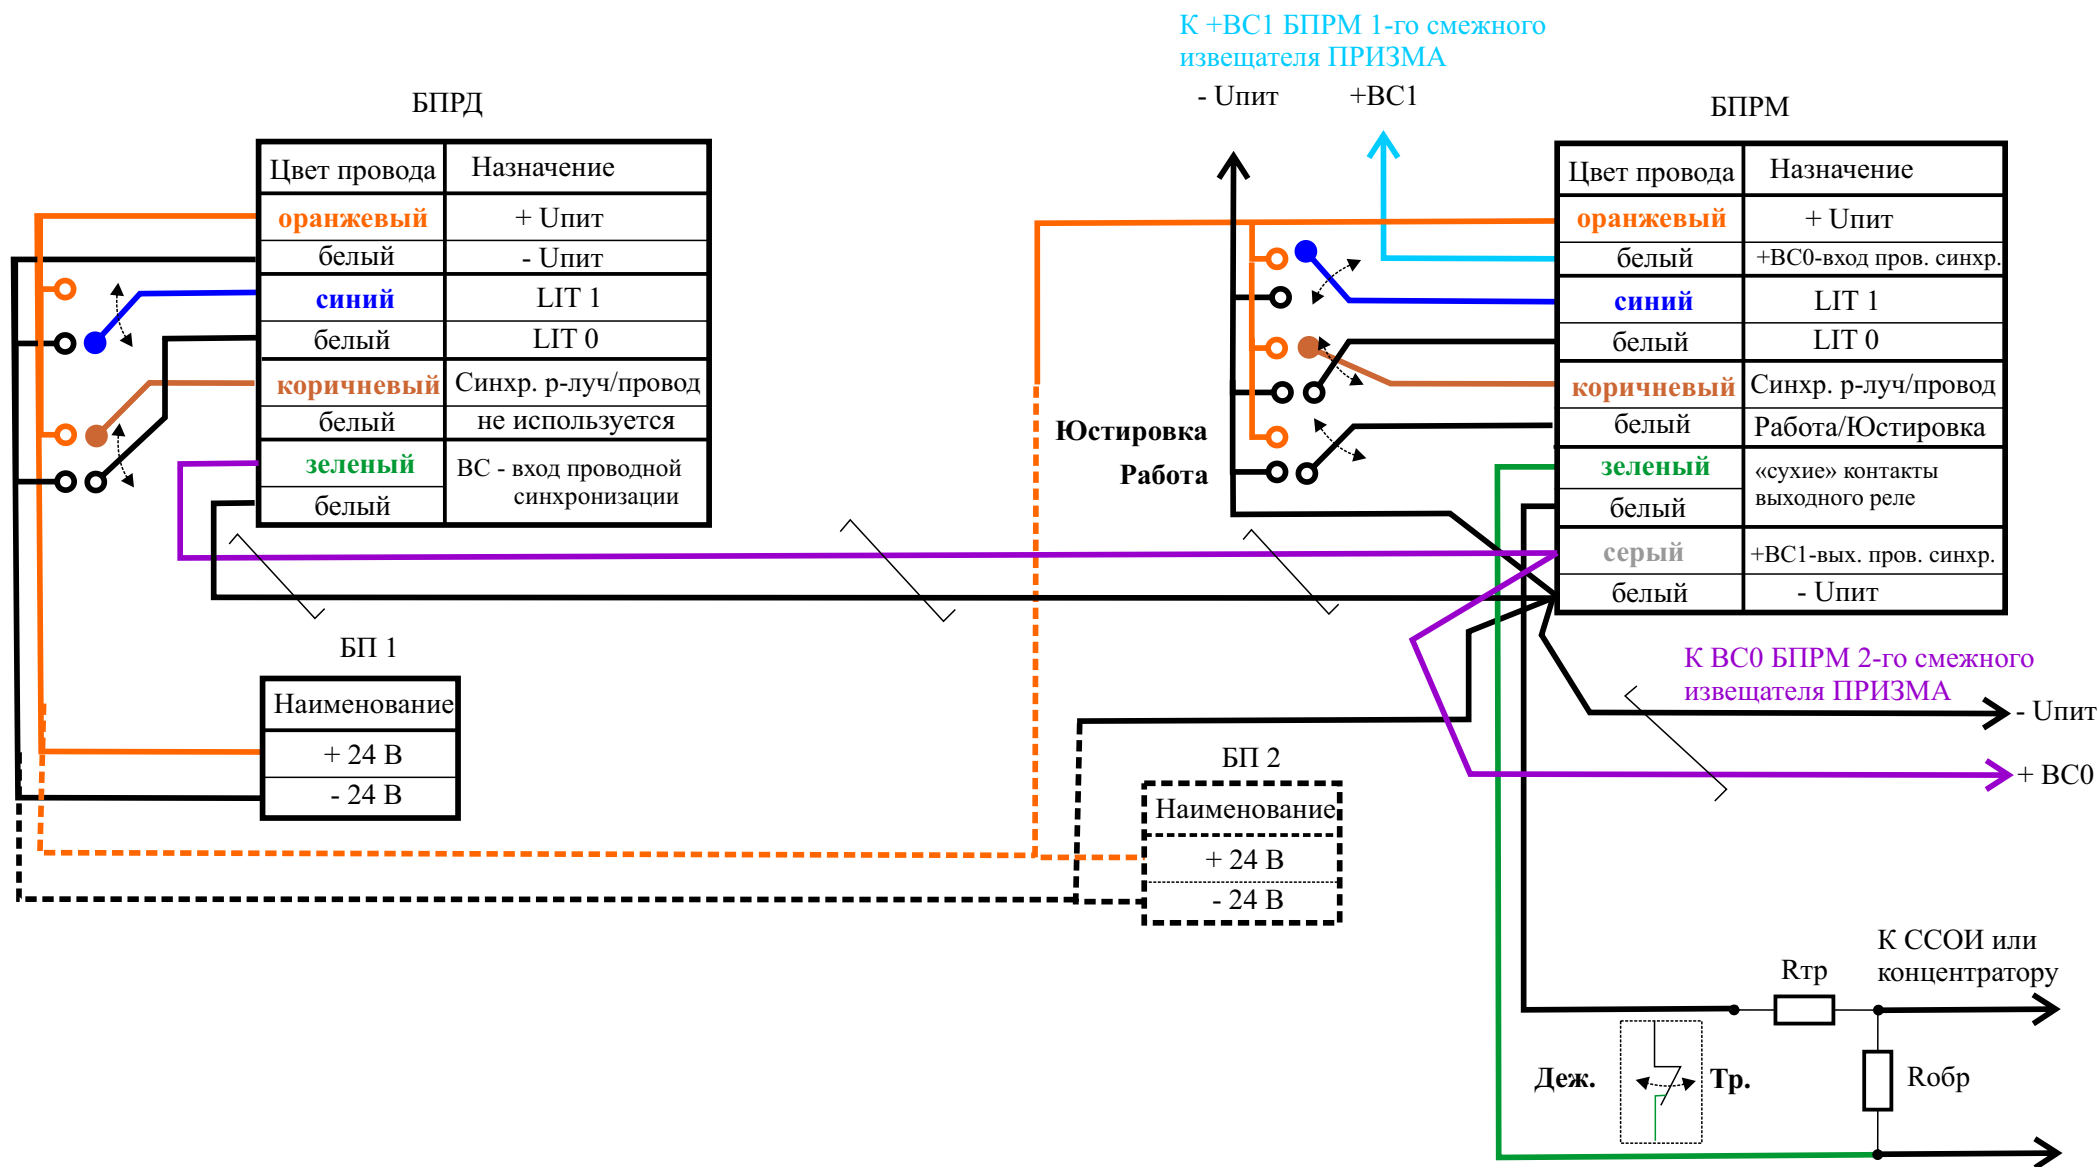 К +ВС1 БПРМ 1-го смежного
извещателя ПРИЗМА
- Uпит
+ВС1
БПРД
Цвет провода Назначение
оранжевый + Uпит
белый - Uпит
синий LIT 1
белый LIT 0
коричневый Синхр. р-луч/провод
белый не используется
зеленый ВС - вход проводной
синхронизации
белый
БПРМ
Цвет провода Назначение
оранжевый + Uпит
белый +ВС0-вход пров. синхр.
синий LIT 1
белый LIT 0
коричневый Синхр. р-луч/провод
белый Работа/Юстировка
зеленый «сухие» контакты
выходного реле
белый
серый +ВС1-вых. пров. синхр.
белый - Uпит
Юстировка
Работа
БП 1
Наименование
+ 24 В
- 24 В
БП 2
Наименование
+ 24 В
- 24 В
К ВС0 БПРМ 2-го смежного
извещателя ПРИЗМА
- Uпит
+ ВС0
К ССОИ или
концентратору
Rтр
Деж.
Тр.
Rобр